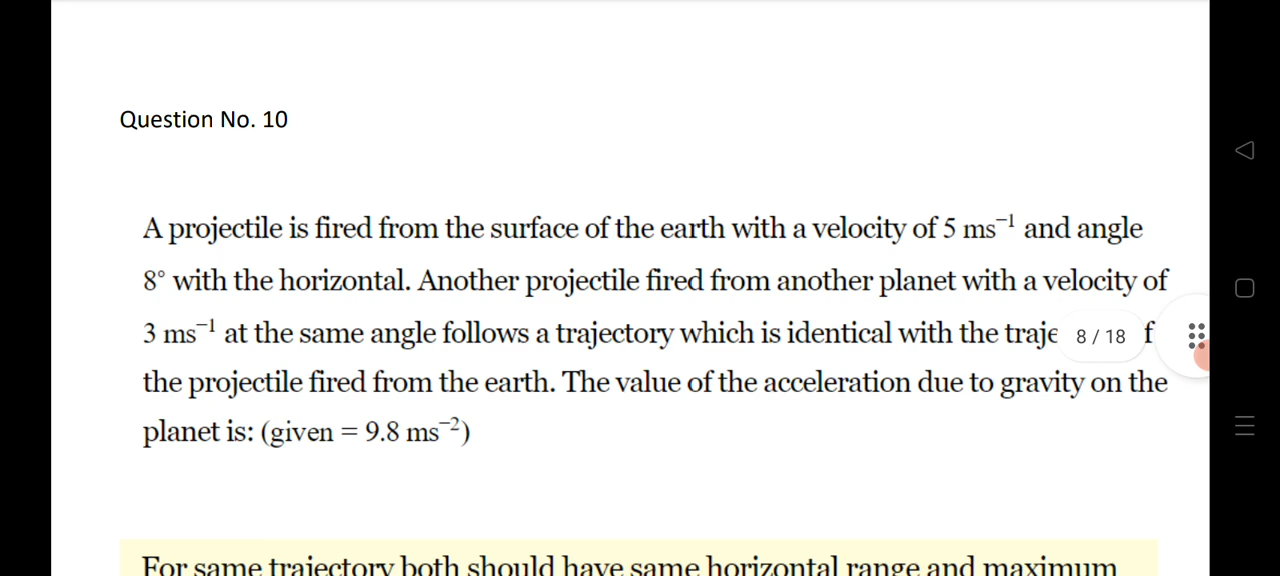 Question No. 10
A projectile is fired from the surface of the earth with a velocity of 5 ms⁻¹ and angle
8° with the horizontal. Another projectile fired from another planet with a velocity of
3 ms⁻¹ at the same angle follows a trajectory which is identical with the traje 8 / 18 f
the projectile fired from the earth. The value of the acceleration due to gravity on the
planet is: (given = 9.8 ms⁻²)
For same trajectory both should have same horizontal range and maximum